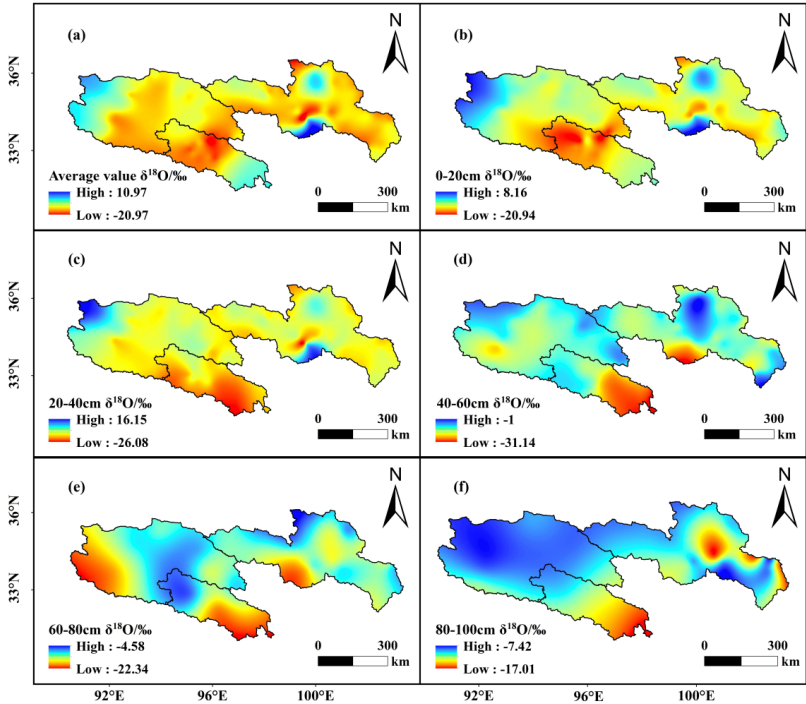 (a)
N
36°N
33°N
Average value δ¹⁸O/‰
High : 10.97
Low : -20.97
0 300
km
(b)
N
0-20cm δ¹⁸O/‰
High : 8.16
Low : -20.94
0 300
km
(c)
N
36°N
33°N
20-40cm δ¹⁸O/‰
High : 16.15
Low : -26.08
0 300
km
(d)
N
40-60cm δ¹⁸O/‰
High : -1
Low : -31.14
0 300
km
(e)
N
36°N
33°N
60-80cm δ¹⁸O/‰
High : -4.58
Low : -22.34
0 300
km
92°E 96°E 100°E
(f)
N
80-100cm δ¹⁸O/‰
High : -7.42
Low : -17.01
0 300
km
92°E 96°E 100°E